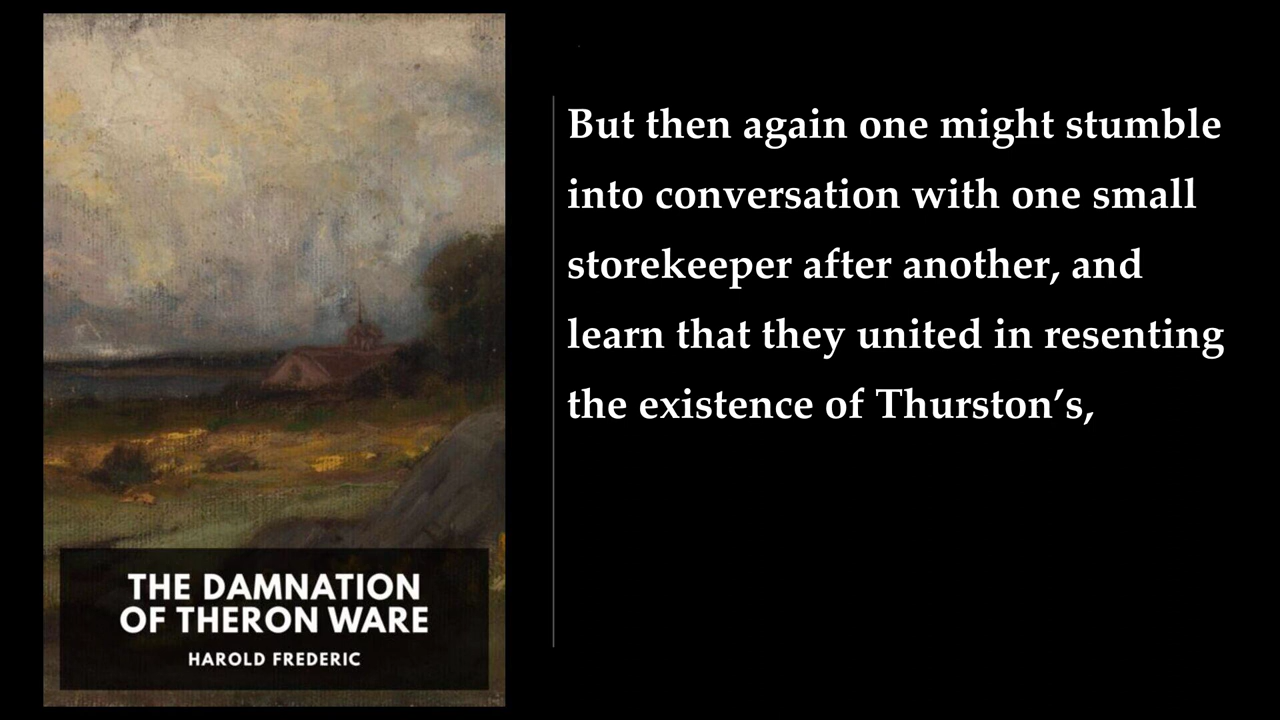 But then again one might stumble
into conversation with one small
storekeeper after another, and
learn that they united in resenting
the existence of Thurston’s,
THE DAMNATION
OF THERON WARE
HAROLD FREDERIC